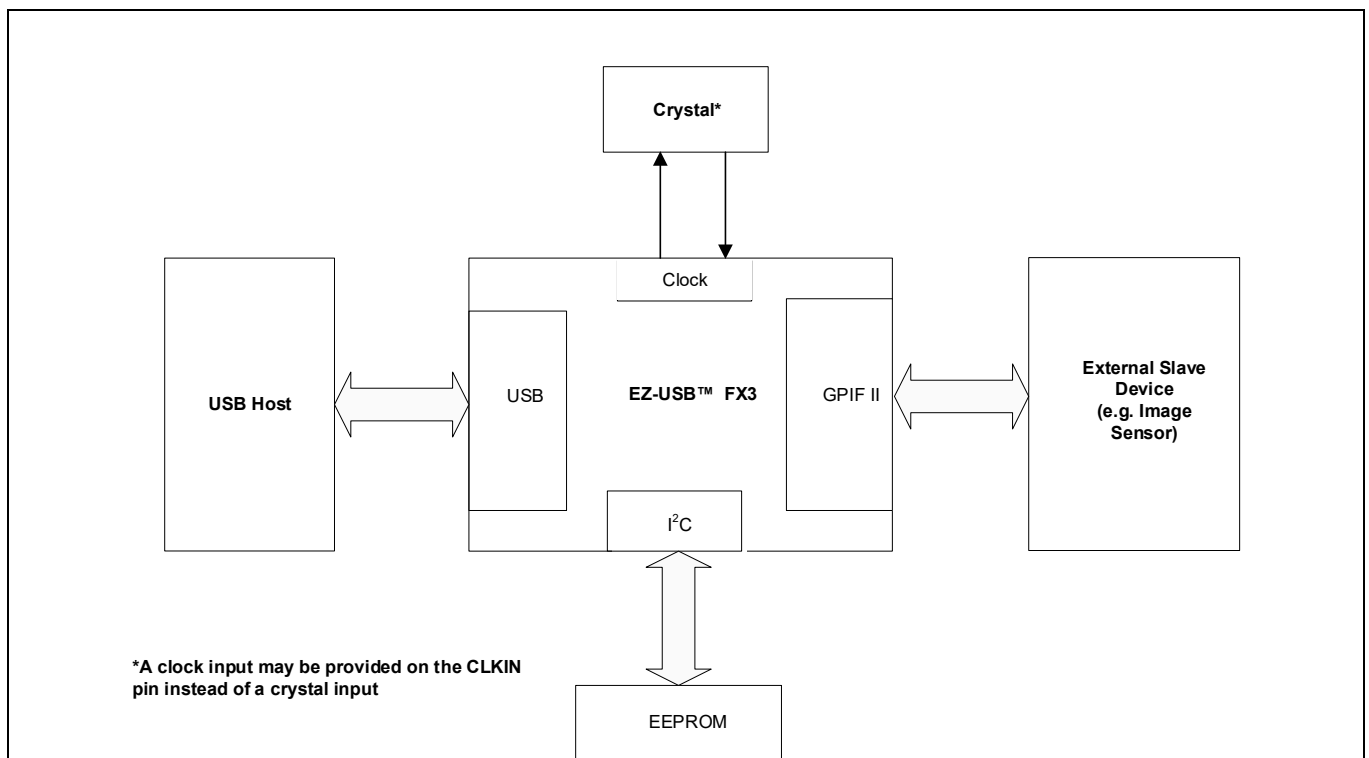 Crystal*
Clock
USB Host
USB
EZ-USB™ FX3
GPIF II
External Slave
Device
(e.g. Image
Sensor)
I²C
*A clock input may be provided on the CLKIN
pin instead of a crystal input
EEPROM